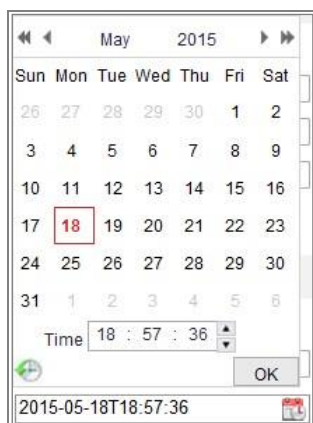 May 2015
Sun Mon Tue Wed Thu Fri Sat
26 27 28 29 30 1 2
3 4 5 6 7 8 9
10 11 12 13 14 15 16
17 18 19 20 21 22 23
24 25 26 27 28 29 30
31 1 2 3 4 5 6
Time 18 : 57 : 36
OK
2015-05-18T18:57:36